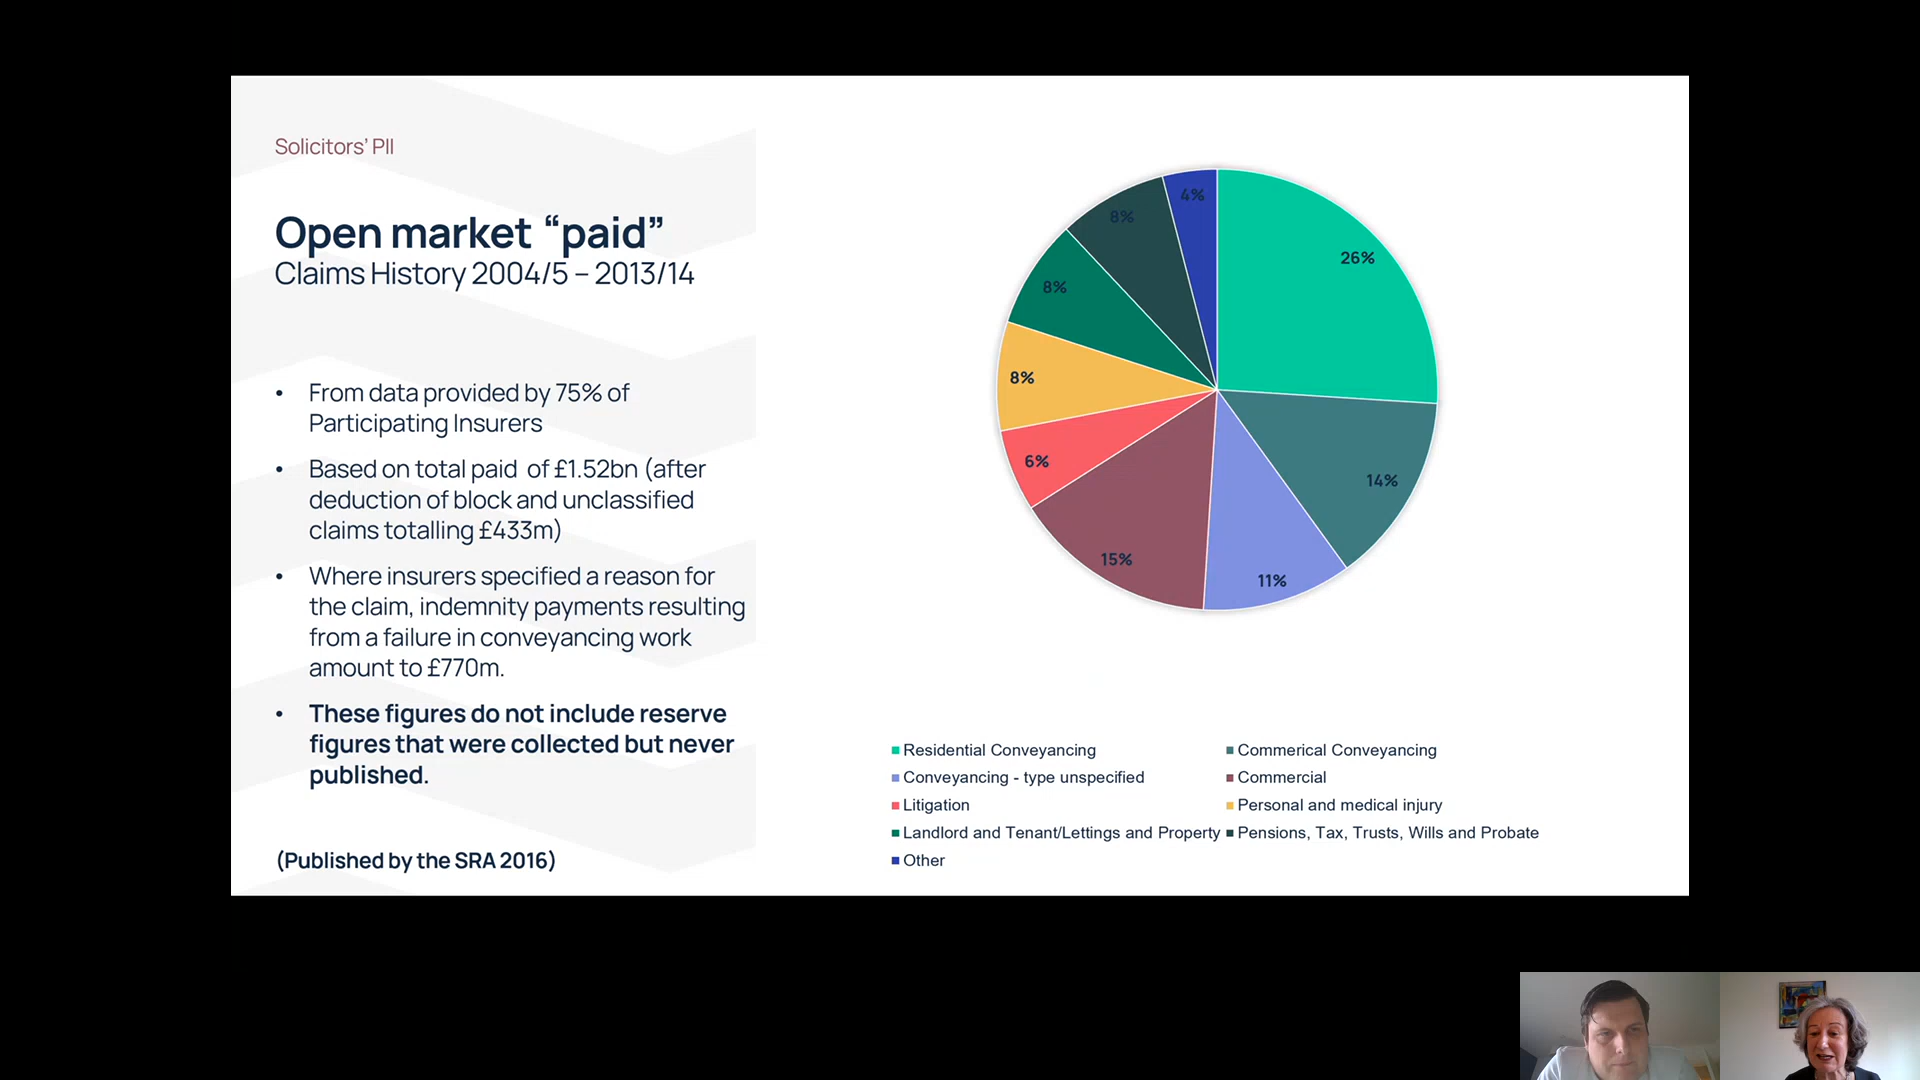 Solicitors’ PII
Open market “paid”
Claims History 2004/5 – 2013/14
• From data provided by 75% of
Participating Insurers
• Based on total paid of £1.52bn (after
deduction of block and unclassified
claims totalling £433m)
• Where insurers specified a reason for
the claim, indemnity payments resulting
from a failure in conveyancing work
amount to £770m.
• These figures do not include reserve
figures that were collected but never
published.
(Published by the SRA 2016)
26%
14%
11%
15%
6%
8%
8%
8%
4%
Residential Conveyancing
Commerical Conveyancing
Conveyancing - type unspecified
Commercial
Litigation
Personal and medical injury
Landlord and Tenant/Lettings and Property
Pensions, Tax, Trusts, Wills and Probate
Other